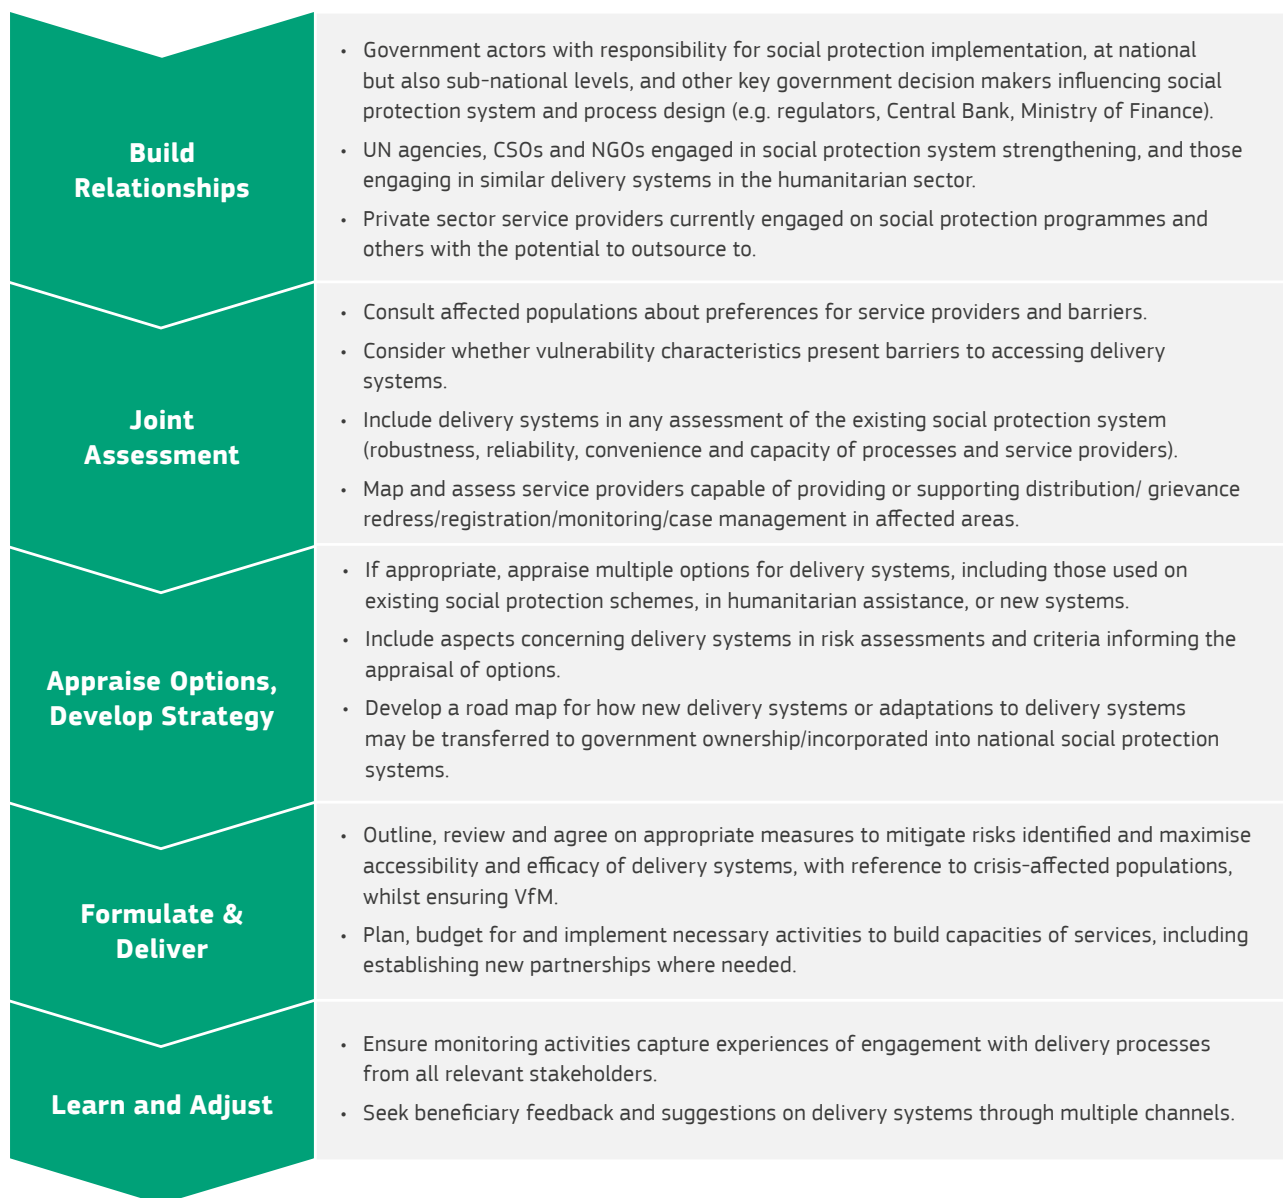 Build
Relationships
• Government actors with responsibility for social protection implementation, at national
but also sub-national levels, and other key government decision makers influencing social
protection system and process design (e.g. regulators, Central Bank, Ministry of Finance).
• UN agencies, CSOs and NGOs engaged in social protection system strengthening, and those
engaging in similar delivery systems in the humanitarian sector.
• Private sector service providers currently engaged on social protection programmes and
others with the potential to outsource to.
Joint
Assessment
• Consult affected populations about preferences for service providers and barriers.
• Consider whether vulnerability characteristics present barriers to accessing delivery
systems.
• Include delivery systems in any assessment of the existing social protection system
(robustness, reliability, convenience and capacity of processes and service providers).
• Map and assess service providers capable of providing or supporting distribution/ grievance
redress/registration/monitoring/case management in affected areas.
Appraise Options,
Develop Strategy
• If appropriate, appraise multiple options for delivery systems, including those used on
existing social protection schemes, in humanitarian assistance, or new systems.
• Include aspects concerning delivery systems in risk assessments and criteria informing the
appraisal of options.
• Develop a road map for how new delivery systems or adaptations to delivery systems
may be transferred to government ownership/incorporated into national social protection
systems.
Formulate &
Deliver
• Outline, review and agree on appropriate measures to mitigate risks identified and maximise
accessibility and efficacy of delivery systems, with reference to crisis-affected populations,
whilst ensuring VfM.
• Plan, budget for and implement necessary activities to build capacities of services, including
establishing new partnerships where needed.
Learn and Adjust
• Ensure monitoring activities capture experiences of engagement with delivery processes
from all relevant stakeholders.
• Seek beneficiary feedback and suggestions on delivery systems through multiple channels.